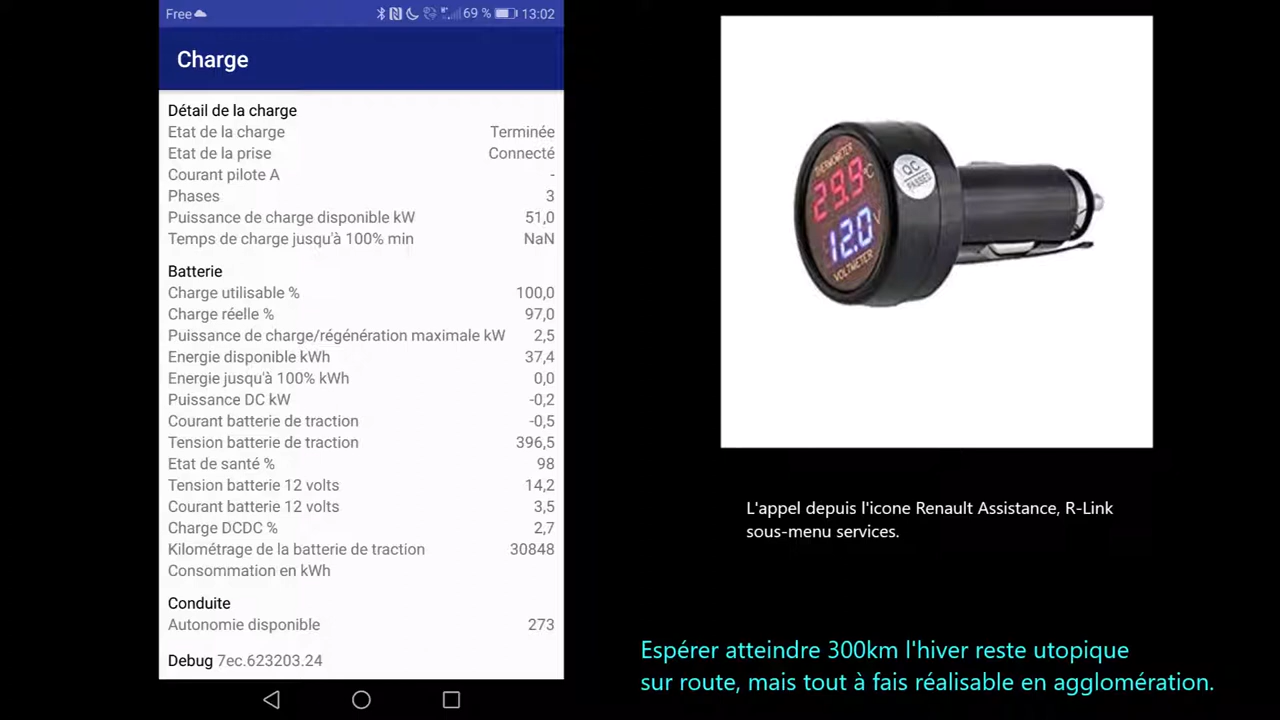 Free 69 % 13:02
Charge
Détail de la charge
Etat de la charge Terminée
Etat de la prise Connecté
Courant pilote A -
Phases 3
Puissance de charge disponible kW 51,0
Temps de charge jusqu'à 100% min NaN
Batterie
Charge utilisable % 100,0
Charge réelle % 97,0
Puissance de charge/régénération maximale kW 2,5
Energie disponible kWh 37,4
Energie jusqu'à 100% kWh 0,0
Puissance DC kW -0,2
Courant batterie de traction -0,5
Tension batterie de traction 396,5
Etat de santé % 98
Tension batterie 12 volts 14,2
Courant batterie 12 volts 3,5
Charge DCDC % 2,7
Kilométrage de la batterie de traction 30848
Consommation en kWh
Conduite
Autonomie disponible 273
Debug 7ec.623203.24
THERMOMETER
29.9°C
12.0 V
VOLTMETER
QC
PASSED
L'appel depuis l'icone Renault Assistance, R-Link
sous-menu services.
Espérer atteindre 300km l'hiver reste utopique
sur route, mais tout à fais réalisable en agglomération.